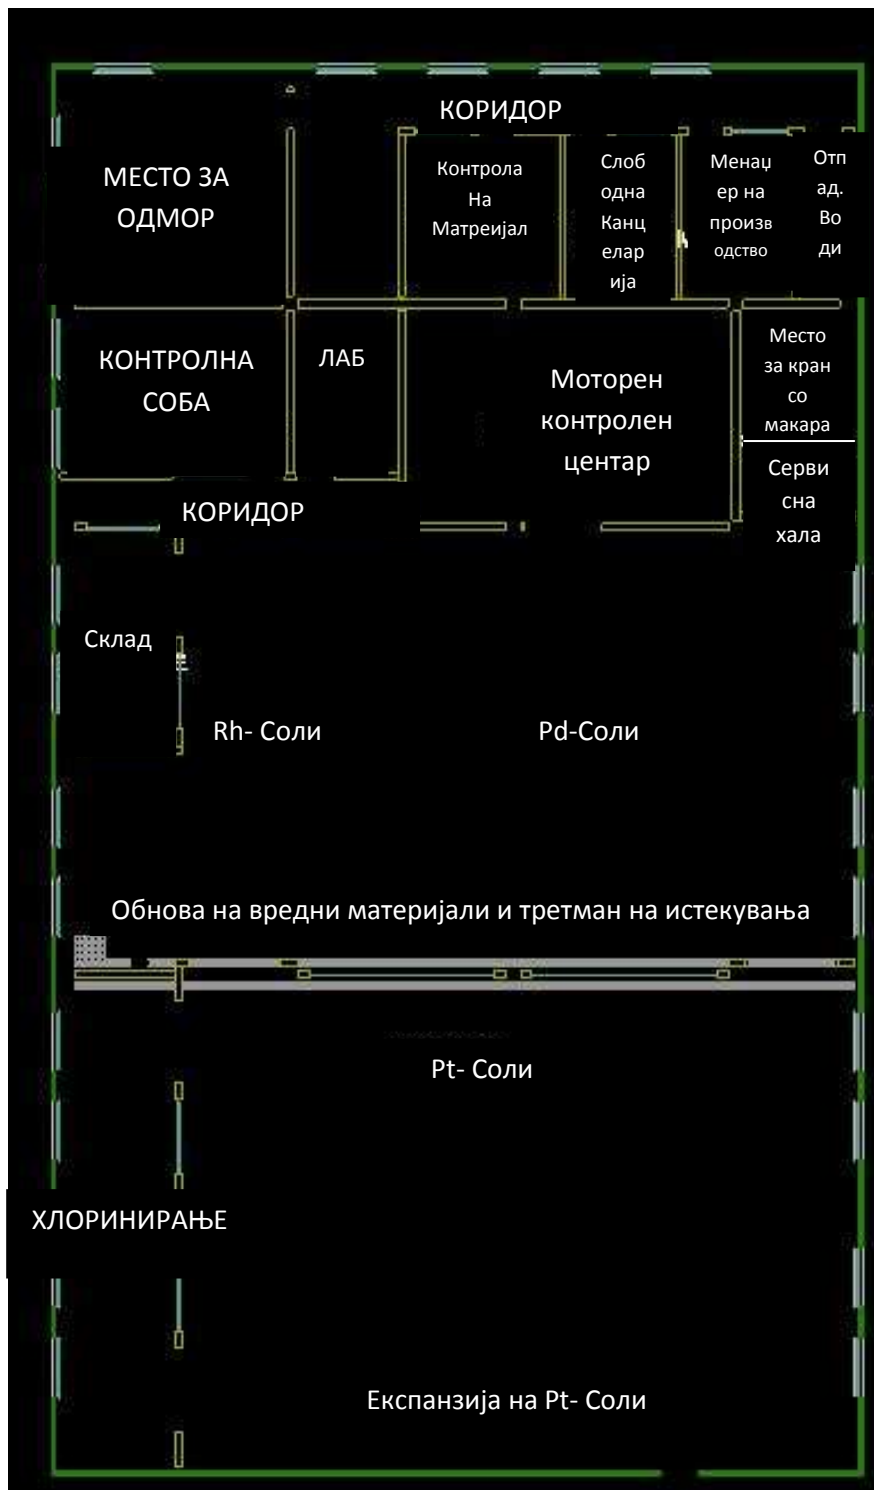 КОРИДОР
МЕСТО ЗА
ОДМОР
Контрола
На
Матреијал
Слоб
одна
Канц
елар
ија
Менаџ
ер на
произв
одство
Отп
ад.
Во
ди
КОНТРОЛНА
СОБА
ЛАБ
Моторен
контролен
центар
Место
за кран
со
макара
Серви
сна
хала
КОРИДОР
Склад
Rh- Соли
Pd-Соли
Обнова на вредни материјали и третман на истекувања
Pt- Соли
ХЛОРИНИРАЊЕ
Експанзија на Pt- Соли